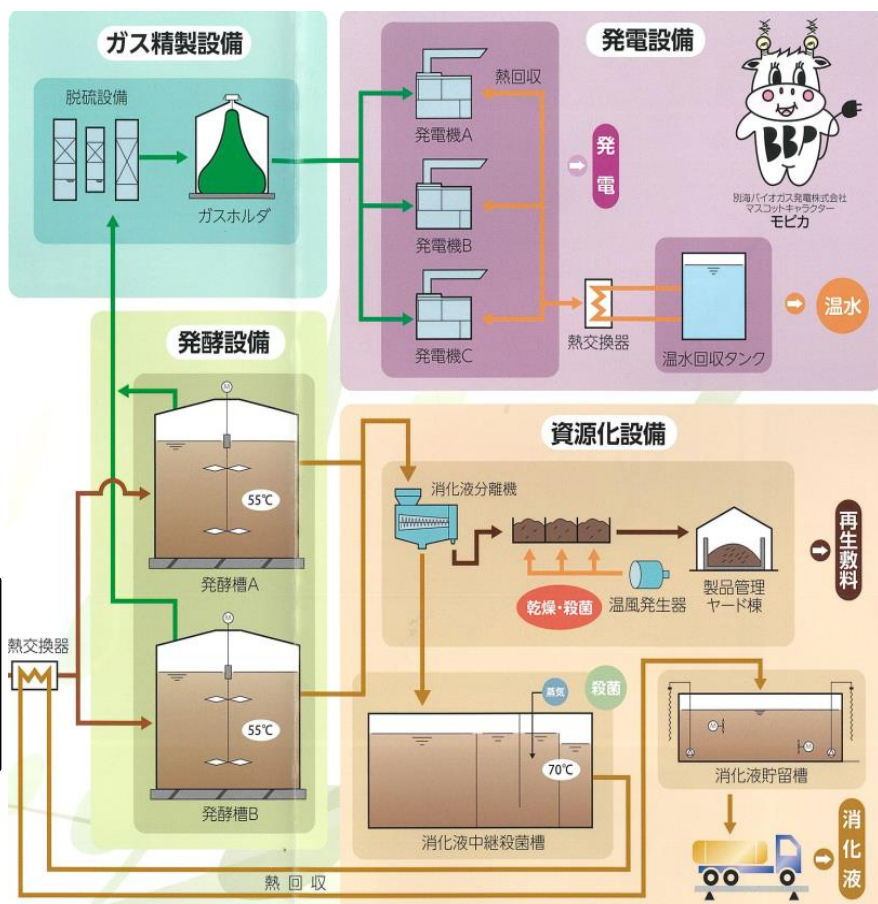 ガス精製設備
脱硫設備
ガスホルダ
発電設備
熱回収
発電機A
発電機B
発電機C
発電
BBP
別海バイオガス発電株式会社
マスコットキャラクター
モピカ
熱交換器
温水回収タンク
温水
発酵設備
M
55℃
発酵槽A
M
55℃
発酵槽B
熱交換器
資源化設備
消化液分離機
乾燥・殺菌
温風発生器
製品管理
ヤード棟
再生敷料
蒸気
殺菌
70℃
消化液中継殺菌槽
M
M
消化液貯留槽
消化液
熱回収